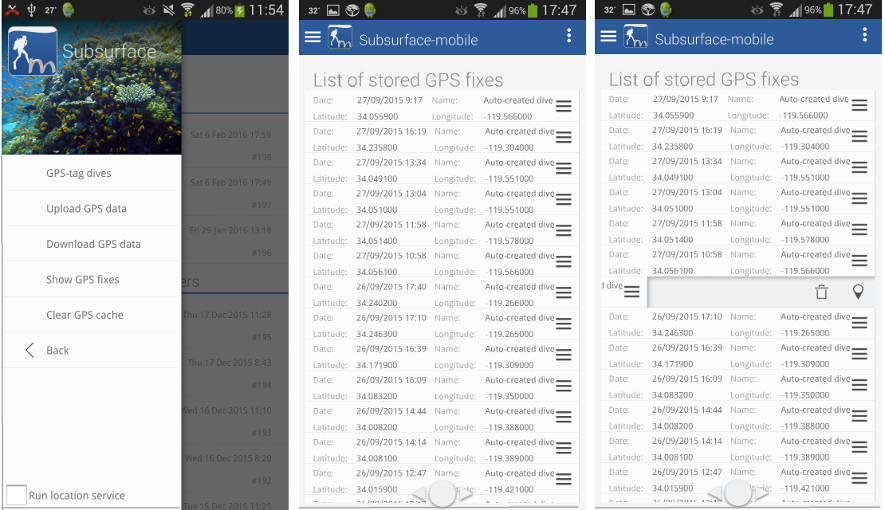 27° 80% 11:54
Subsurface
GPS-tag dives
Upload GPS data
Download GPS data
Show GPS fixes
Clear GPS cache
Back
Run location service
Sat 6 Feb 2016 17:59
#198
Sat 6 Feb 2016 17:49
#197
Fri 29 Jan 2016 13:18
#196
ers
Thu 17 Dec 2015 11:28
#195
Thu 17 Dec 2015 8:43
#194
Wed 16 Dec 2015 11:10
#193
Wed 16 Dec 2015 8:20
#192
Tue 15 Dec 2015 11:25
32° 96% 17:47
Subsurface-mobile
List of stored GPS fixes
Date: 27/09/2015 9:17 Name: Auto-created dive
Latitude: 34.055900 Longitude: -119.566000
Date: 27/09/2015 16:19 Name: Auto-created dive
Latitude: 34.235800 Longitude: -119.304000
Date: 27/09/2015 13:34 Name: Auto-created dive
Latitude: 34.049100 Longitude: -119.551000
Date: 27/09/2015 13:04 Name: Auto-created dive
Latitude: 34.051000 Longitude: -119.551000
Date: 27/09/2015 11:58 Name: Auto-created dive
Latitude: 34.051400 Longitude: -119.578000
Date: 27/09/2015 10:58 Name: Auto-created dive
Latitude: 34.056100 Longitude: -119.566000
Date: 26/09/2015 17:40 Name: Auto-created dive
Latitude: 34.240200 Longitude: -119.266000
Date: 26/09/2015 17:10 Name: Auto-created dive
Latitude: 34.246300 Longitude: -119.265000
Date: 26/09/2015 16:39 Name: Auto-created dive
Latitude: 34.171900 Longitude: -119.309000
Date: 26/09/2015 16:09 Name: Auto-created dive
Latitude: 34.083200 Longitude: -119.350000
Date: 26/09/2015 14:44 Name: Auto-created dive
Latitude: 34.008200 Longitude: -119.388000
Date: 26/09/2015 14:14 Name: Auto-created dive
Latitude: 34.008100 Longitude: -119.389000
Date: 26/09/2015 12:47 Name: Auto-created dive
Latitude: 34.015900 Longitude: -119.421000
32° 96% 17:47
Subsurface-mobile
List of stored GPS fixes
Date: 27/09/2015 9:17 Name: Auto-created dive
Latitude: 34.055900 Longitude: -119.566000
Date: 27/09/2015 16:19 Name: Auto-created dive
Latitude: 34.235800 Longitude: -119.304000
Date: 27/09/2015 13:34 Name: Auto-created dive
Latitude: 34.049100 Longitude: -119.551000
Date: 27/09/2015 13:04 Name: Auto-created dive
Latitude: 34.051000 Longitude: -119.551000
Date: 27/09/2015 11:58 Name: Auto-created dive
Latitude: 34.051400 Longitude: -119.578000
Date: 27/09/2015 10:58 Name: Auto-created dive
Latitude: 34.056100 Longitude: -119.566000
d dive
Date: 26/09/2015 17:10 Name: Auto-created dive
Latitude: 34.246300 Longitude: -119.265000
Date: 26/09/2015 16:39 Name: Auto-created dive
Latitude: 34.171900 Longitude: -119.309000
Date: 26/09/2015 16:09 Name: Auto-created dive
Latitude: 34.083200 Longitude: -119.350000
Date: 26/09/2015 14:44 Name: Auto-created dive
Latitude: 34.008200 Longitude: -119.388000
Date: 26/09/2015 14:14 Name: Auto-created dive
Latitude: 34.008100 Longitude: -119.389000
Date: 26/09/2015 12:47 Name: Auto-created dive
Latitude: 34.015900 Longitude: -119.421000